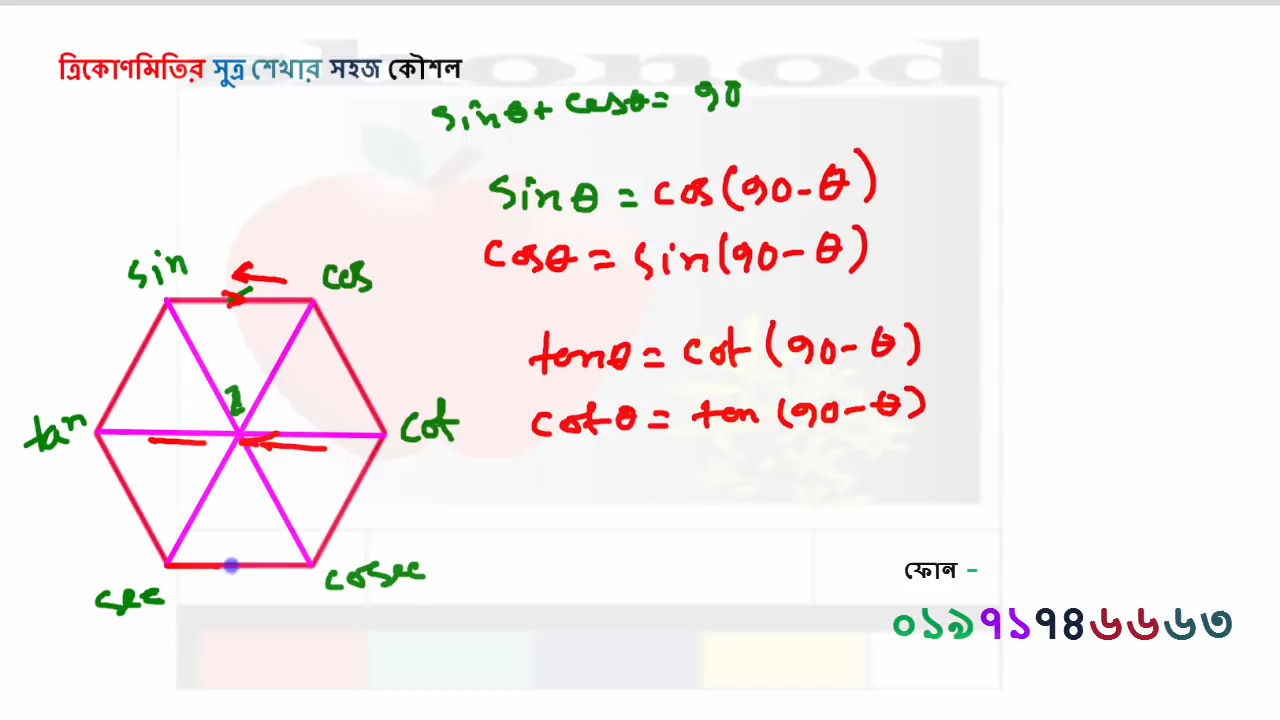 ত্রিকোণমিতির সুত্র শেখার সহজ কৌশল
sinθ + cosθ = 90
sinθ = cos(90-θ)
cosθ = sin(90-θ)
sin
cos
tanθ = cot(90-θ)
1
tan
cot
cotθ = tan(90-θ)
sec
cosec
ফোন -
০১৯৭১৭৪৬৬৬৩